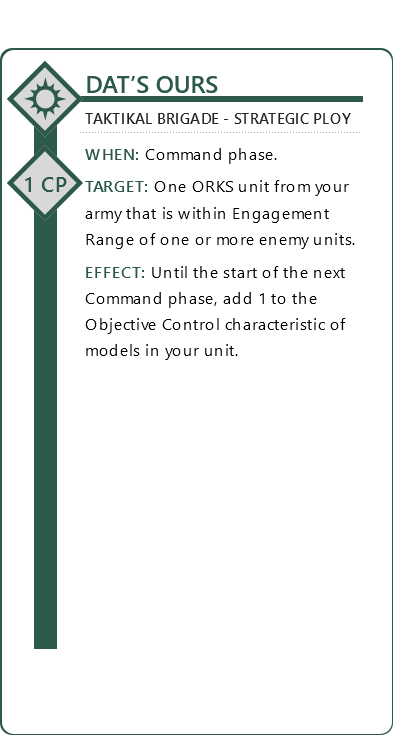 DAT'S OURS
TAKTIKAL BRIGADE - STRATEGIC PLOY
1 CP
WHEN: Command phase.
TARGET: One ORKS unit from your
army that is within Engagement
Range of one or more enemy units.
EFFECT: Until the start of the next
Command phase, add 1 to the
Objective Control characteristic of
models in your unit.